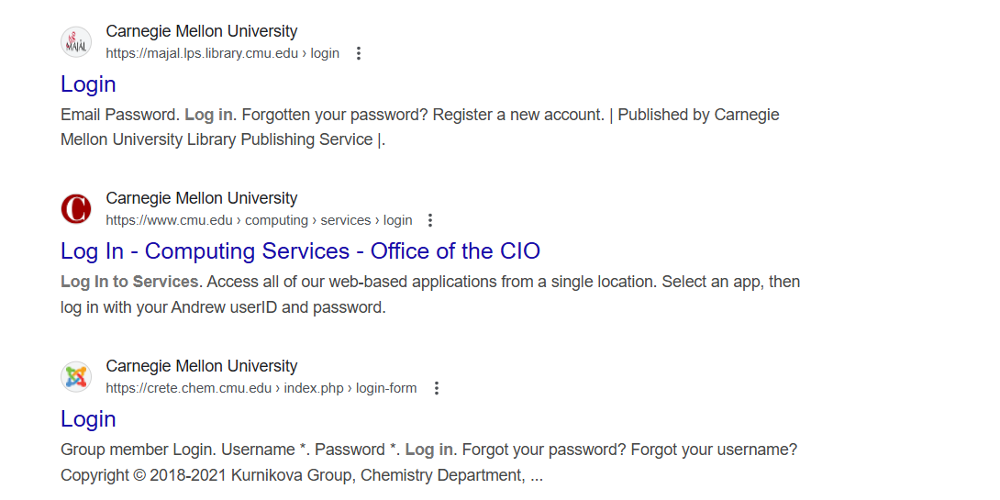 Carnegie Mellon University
MAJĀL https://majal.lps.library.cmu.edu › login
Login
Email Password. Log in. Forgotten your password? Register a new account. | Published by Carnegie
Mellon University Library Publishing Service |.
Carnegie Mellon University
C https://www.cmu.edu › computing › services › login
Log In - Computing Services - Office of the CIO
Log In to Services. Access all of our web-based applications from a single location. Select an app, then
log in with your Andrew userID and password.
Carnegie Mellon University
https://crete.chem.cmu.edu › index.php › login-form
Login
Group member Login. Username *. Password *. Log in. Forgot your password? Forgot your username?
Copyright © 2018-2021 Kurnikova Group, Chemistry Department, ...